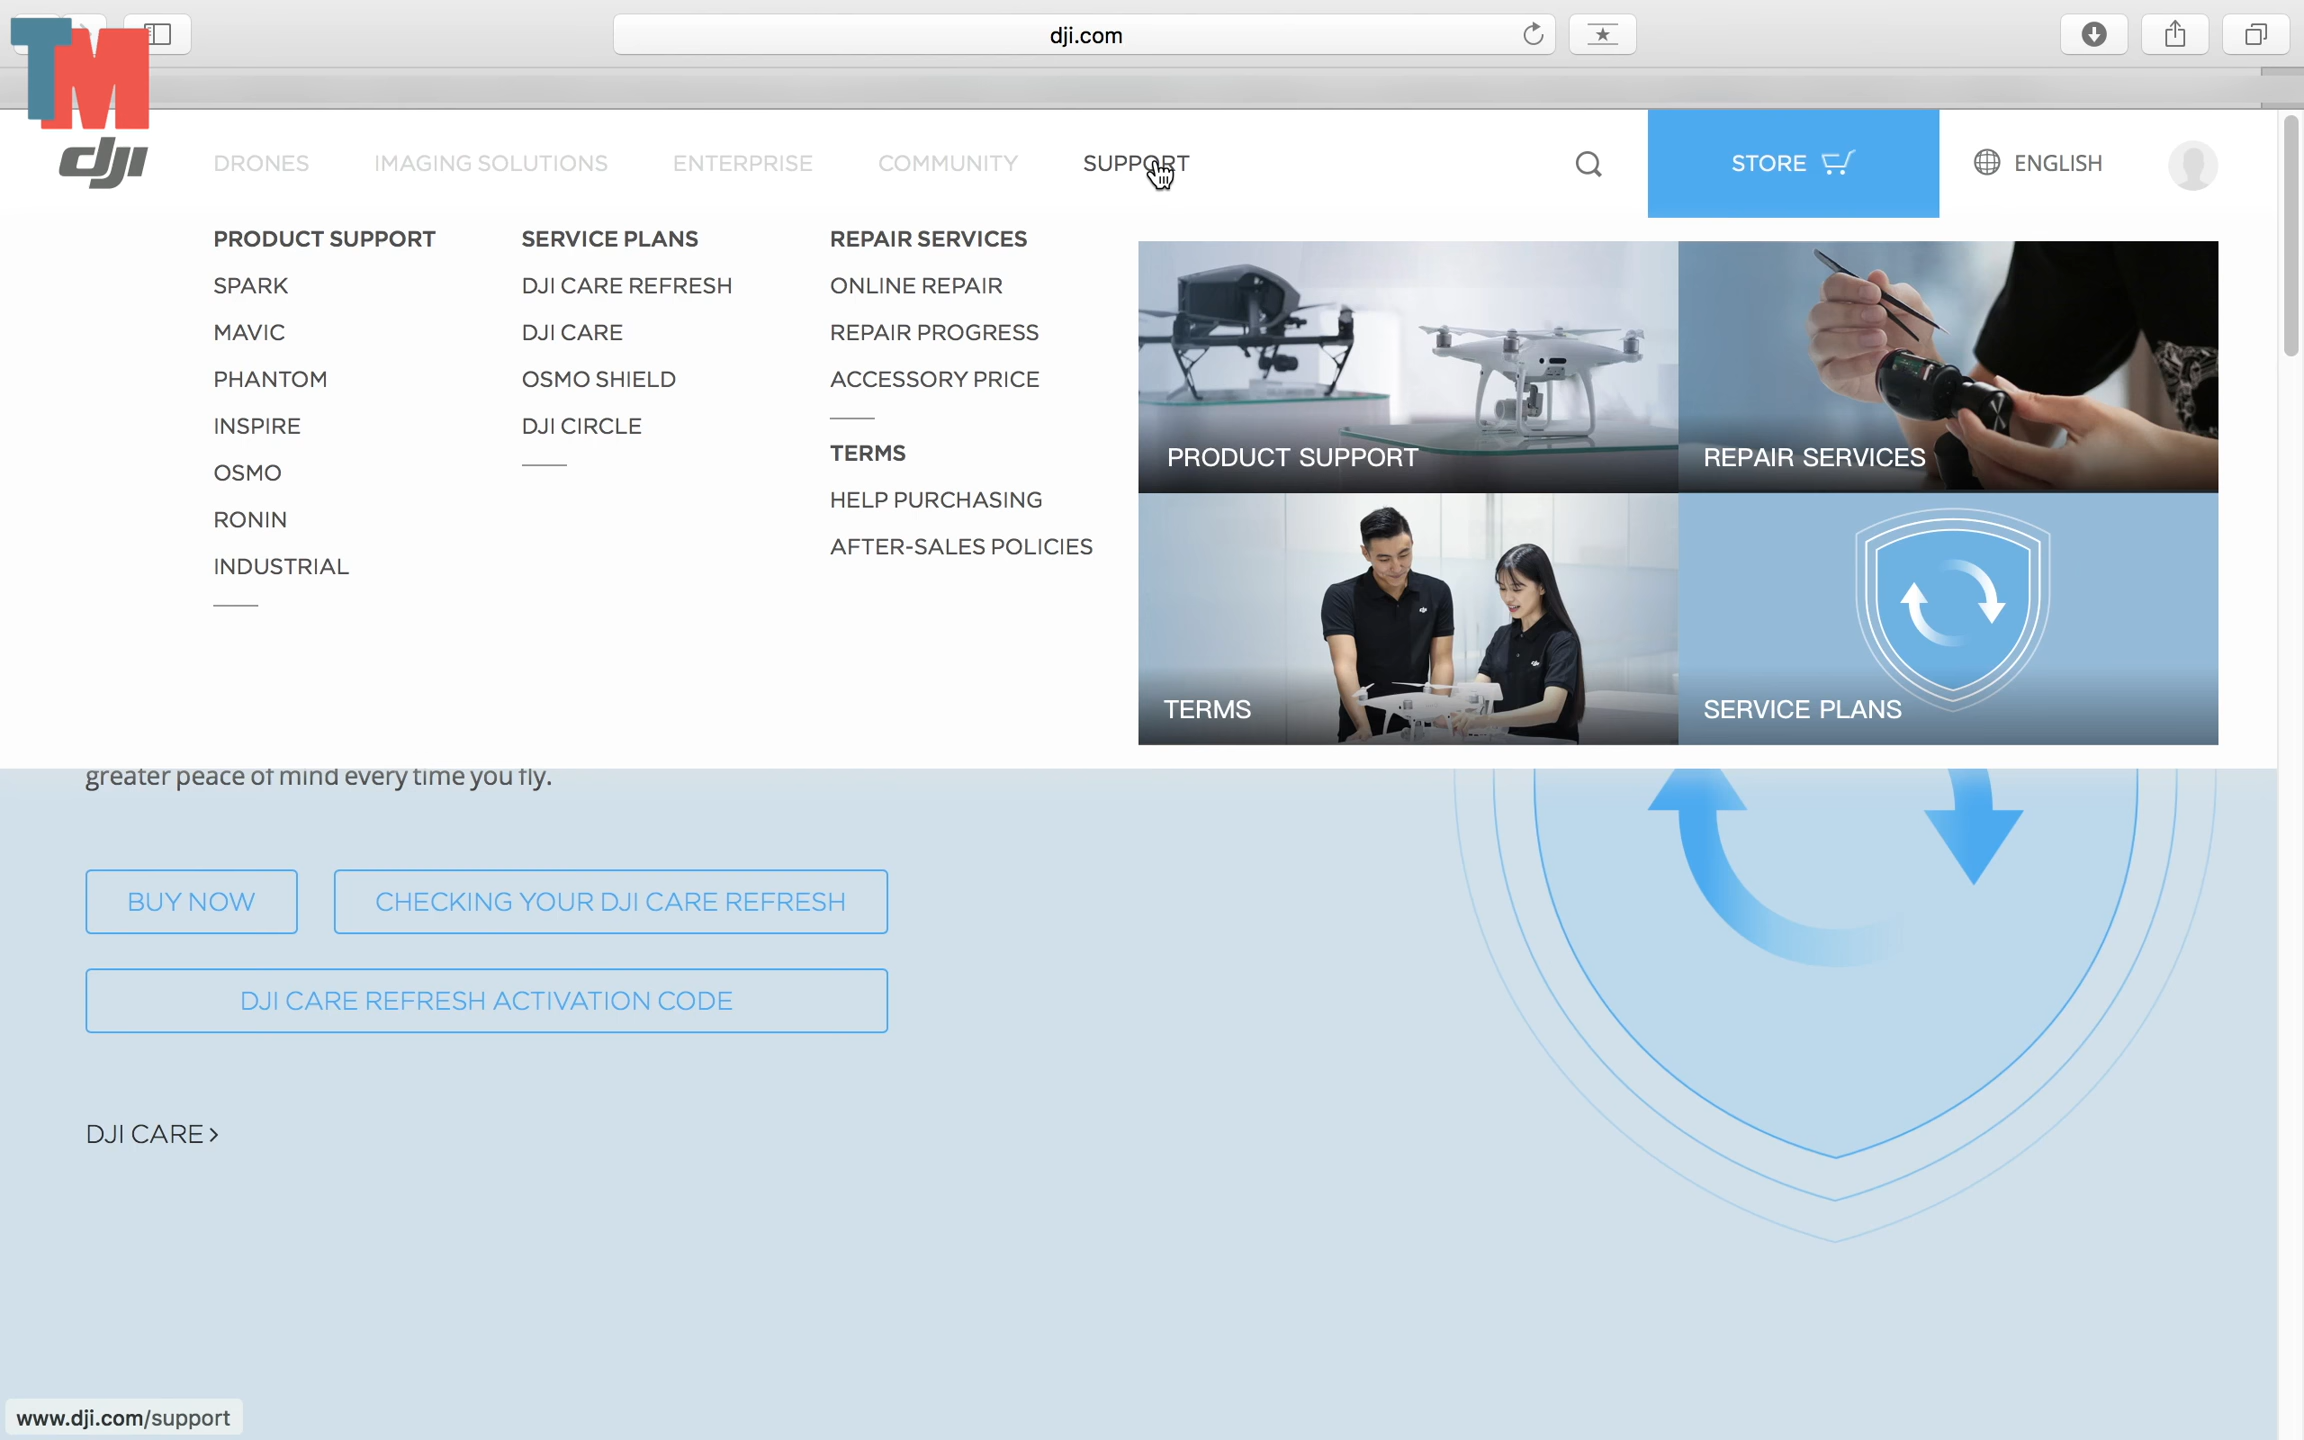 dji.com
TM
dji
DRONES
IMAGING SOLUTIONS
ENTERPRISE
COMMUNITY
SUPPORT
STORE
ENGLISH
PRODUCT SUPPORT
SPARK
MAVIC
PHANTOM
INSPIRE
OSMO
RONIN
INDUSTRIAL
SERVICE PLANS
DJI CARE REFRESH
DJI CARE
OSMO SHIELD
DJI CIRCLE
REPAIR SERVICES
ONLINE REPAIR
REPAIR PROGRESS
ACCESSORY PRICE
TERMS
HELP PURCHASING
AFTER-SALES POLICIES
PRODUCT SUPPORT
REPAIR SERVICES
TERMS
SERVICE PLANS
greater peace of mind every time you fly.
BUY NOW
CHECKING YOUR DJI CARE REFRESH
DJI CARE REFRESH ACTIVATION CODE
DJI CARE >
www.dji.com/support